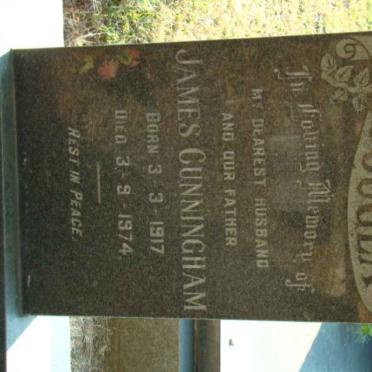 In Loving Memory of
MY DEAREST HUSBAND
AND OUR FATHER
JAMES CUNNINGHAM
BORN 3-3-1917
DIED 3-9-1974.
REST IN PEACE.